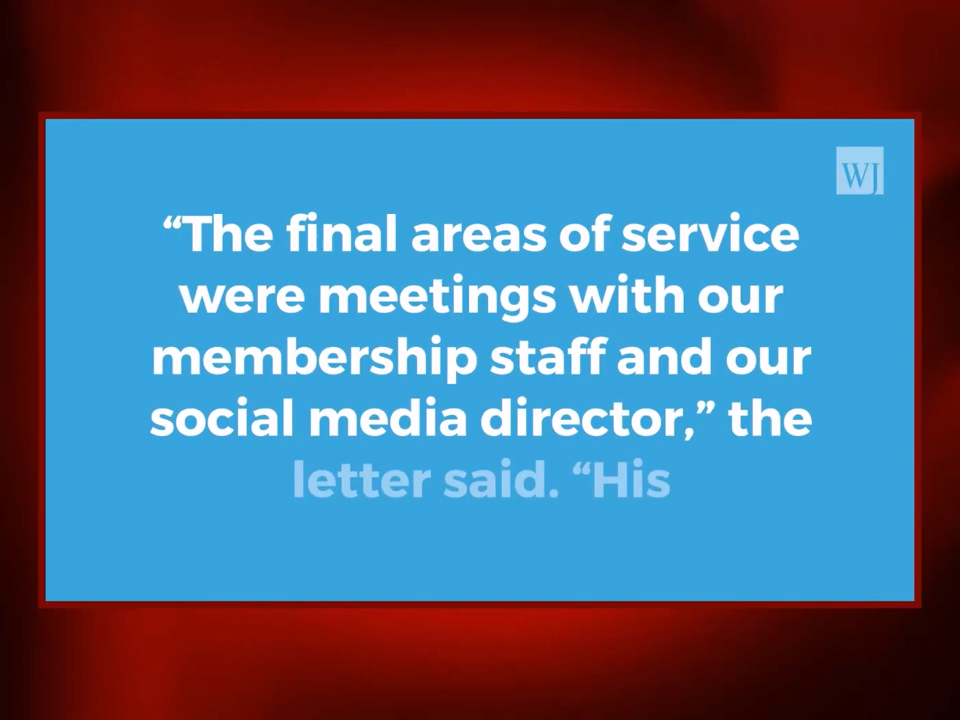 WJ
“The final areas of service
were meetings with our
membership staff and our
social media director,” the
letter said. “His